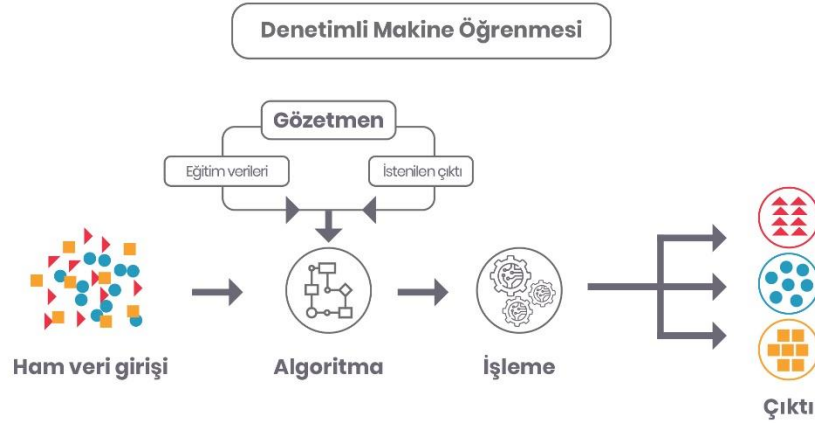 Denetimli Makine Öğrenmesi
Gözetmen
Eğitim verileri
İstenilen çıktı
Ham veri girişi
Algoritma
İşleme
Çıktı